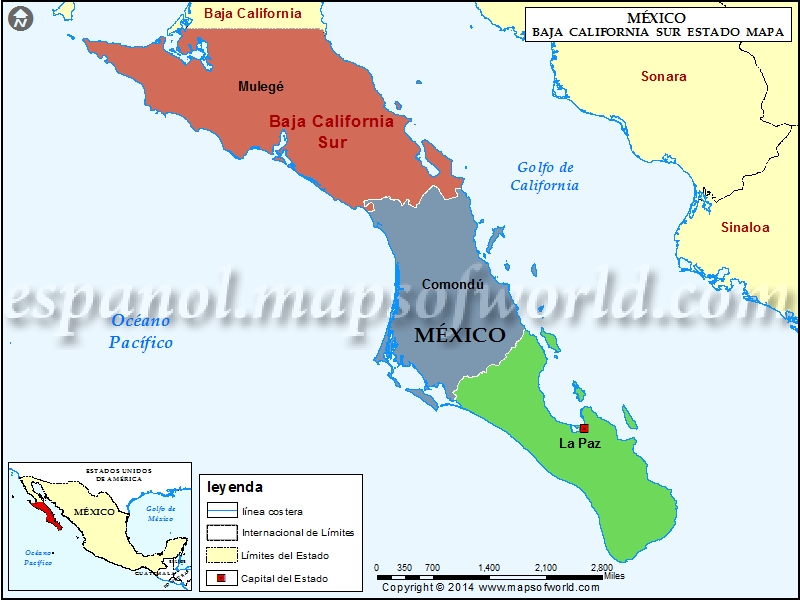 Baja California
MÉXICO
BAJA CALIFORNIA SUR ESTADO MAPA
N
Sonara
Mulegé
Baja California
Sur
Golfo de
California
Sinaloa
Comondú
espanol.mapsofworld.com
Océano
Pacífico
MÉXICO
La Paz
ESTADOS UNIDOS
DE AMÉRICA
MÉXICO
Golfo de
México
Océano
Pacífico
BELIZE
GUATEMALA
leyenda
línea costera
Internacional de Límites
Límites del Estado
Capital del Estado
0 350 700 1,400 2,100 2,800
Miles
Copyright © 2014 www.mapsofworld.com